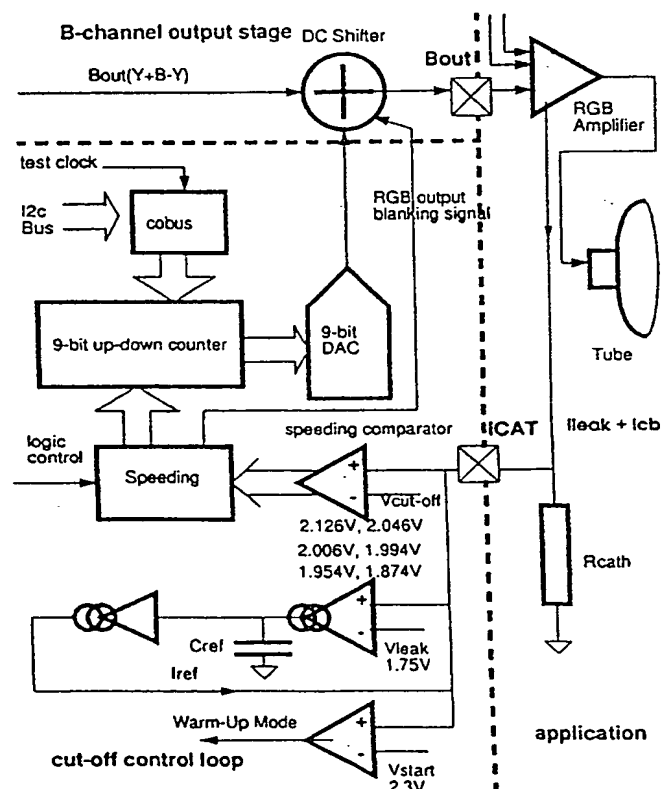 B-channel output stage
DC Shifter
Bout(Y+B-Y)
Bout
RGB
Amplifier
test clock
I2c
Bus
cobus
RGB output
blanking signal
9-bit up-down counter
9-bit
DAC
Tube
logic
control
Speeding
speeding comparator
ICAT
Ileak + Icb
+
-
Vcut-off
2.126V, 2.046V
2.006V, 1.994V
1.954V, 1.874V
Rcath
+
-
Cref
Vleak
1.75V
Iref
Warm-Up Mode
+
-
application
cut-off control loop
Vstart
2.3V